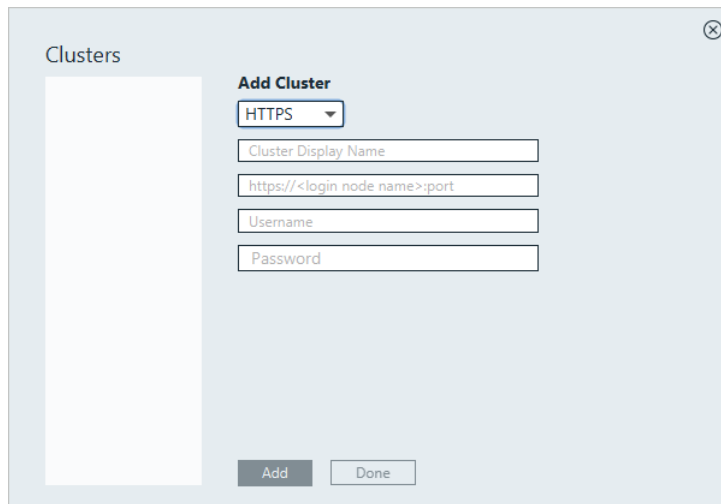 Clusters
Add Cluster
HTTPS
Cluster Display Name
https://<login node name>:port
Username
Password
Add
Done